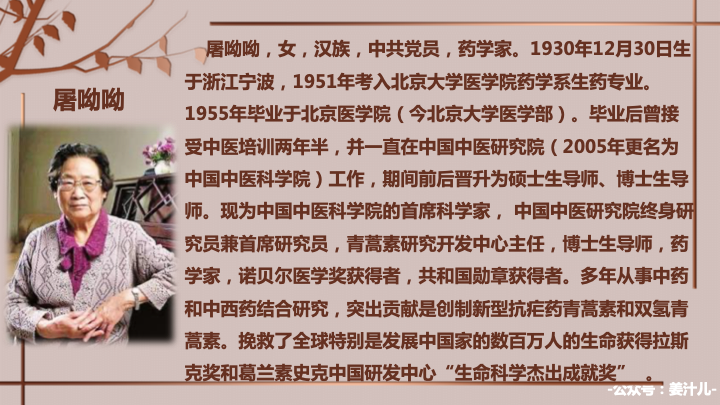 屠呦呦
屠呦呦，女，汉族，中共党员，药学家。1930年12月30日生
于浙江宁波，1951年考入北京大学医学院药学系生药专业。
1955年毕业于北京医学院（今北京大学医学部）。毕业后曾接
受中医培训两年半，并一直在中国中医研究院（2005年更名为
中国中医科学院）工作，期间前后晋升为硕士生导师、博士生导
师。现为中国中医科学院的首席科学家， 中国中医研究院终身研
究员兼首席研究员，青蒿素研究开发中心主任，博士生导师，药
学家，诺贝尔医学奖获得者，共和国勋章获得者。多年从事中药
和中西药结合研究，突出贡献是创制新型抗疟药青蒿素和双氢青
蒿素。挽救了全球特别是发展中国家的数百万人的生命获得拉斯
克奖和葛兰素史克中国研发中心“生命科学杰出成就奖” 。
-公众号：姜汁儿-